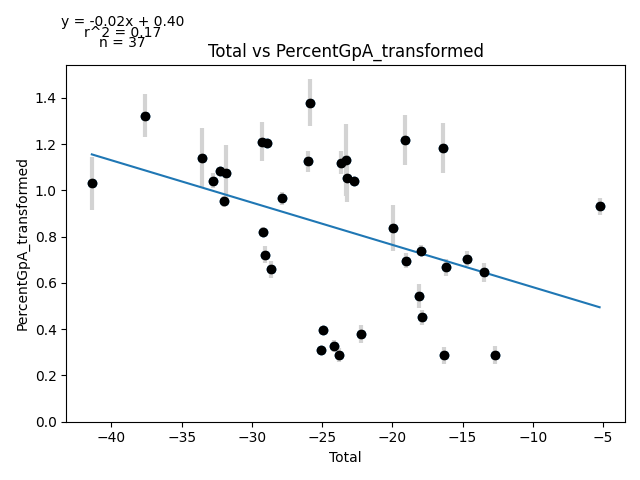 y = -0.02x + 0.40
r^2 = 0.17
n = 37
Total vs PercentGpA_transformed
PercentGpA_transformed
1.4
1.2
1.0
0.8
0.6
0.4
0.2
0.0
−40 −35 −30 −25 −20 −15 −10 −5
Total